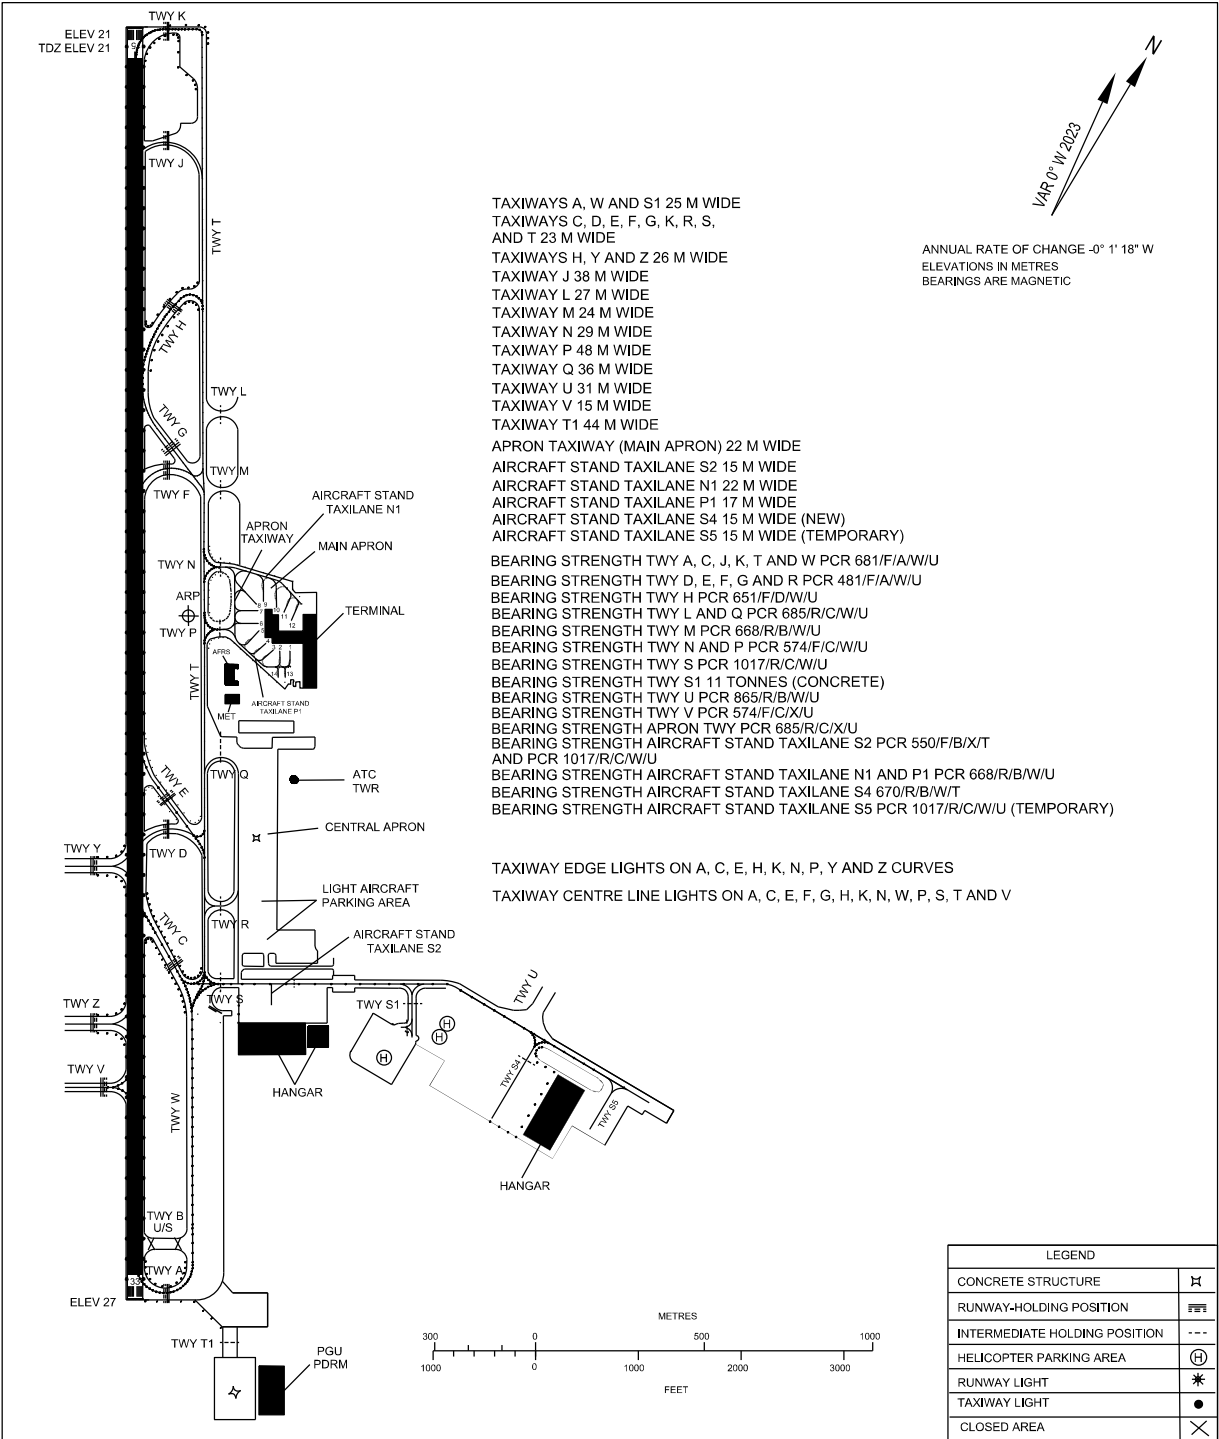 TWY K
ELEV 21
TDZ ELEV 21
15
TWY J
TWY T
TWY H
TWY L
TWY G
TWY M
TWY F
AIRCRAFT STAND
TAXILANE N1
APRON
TAXIWAY
MAIN APRON
TWY N
ARP
TWY P
TERMINAL
8
9
7
10
11
6
12
5
4
3 2 1
14 13
AFRS
TWY T
MET
AIRCRAFT STAND
TAXILANE P1
TWY Q
ATC
TWR
TWY E
CENTRAL APRON
TWY Y
TWY D
LIGHT AIRCRAFT
PARKING AREA
TWY R
TWY C
AIRCRAFT STAND
TAXILANE S2
TWY U
TWY S
TWY S1
TWY Z
H
H
H
TWY V
HANGAR
TWY S4
TWY S5
TWY W
HANGAR
TWY B
U/S
TWY A
33
ELEV 27
TWY T1
PGU
PDRM
N
VAR 0° W 2023
ANNUAL RATE OF CHANGE -0° 1' 18" W
ELEVATIONS IN METRES
BEARINGS ARE MAGNETIC
TAXIWAYS A, W AND S1 25 M WIDE
TAXIWAYS C, D, E, F, G, K, R, S,
AND T 23 M WIDE
TAXIWAYS H, Y AND Z 26 M WIDE
TAXIWAY J 38 M WIDE
TAXIWAY L 27 M WIDE
TAXIWAY M 24 M WIDE
TAXIWAY N 29 M WIDE
TAXIWAY P 48 M WIDE
TAXIWAY Q 36 M WIDE
TAXIWAY U 31 M WIDE
TAXIWAY V 15 M WIDE
TAXIWAY T1 44 M WIDE
APRON TAXIWAY (MAIN APRON) 22 M WIDE
AIRCRAFT STAND TAXILANE S2 15 M WIDE
AIRCRAFT STAND TAXILANE N1 22 M WIDE
AIRCRAFT STAND TAXILANE P1 17 M WIDE
AIRCRAFT STAND TAXILANE S4 15 M WIDE (NEW)
AIRCRAFT STAND TAXILANE S5 15 M WIDE (TEMPORARY)
BEARING STRENGTH TWY A, C, J, K, T AND W PCR 681/F/A/W/U
BEARING STRENGTH TWY D, E, F, G AND R PCR 481/F/A/W/U
BEARING STRENGTH TWY H PCR 651/F/D/W/U
BEARING STRENGTH TWY L AND Q PCR 685/R/C/W/U
BEARING STRENGTH TWY M PCR 668/R/B/W/U
BEARING STRENGTH TWY N AND P PCR 574/F/C/W/U
BEARING STRENGTH TWY S PCR 1017/R/C/W/U
BEARING STRENGTH TWY S1 11 TONNES (CONCRETE)
BEARING STRENGTH TWY U PCR 865/R/B/W/U
BEARING STRENGTH TWY V PCR 574/F/C/X/U
BEARING STRENGTH APRON TWY PCR 685/R/C/X/U
BEARING STRENGTH AIRCRAFT STAND TAXILANE S2 PCR 550/F/B/X/T
AND PCR 1017/R/C/W/U
BEARING STRENGTH AIRCRAFT STAND TAXILANE N1 AND P1 PCR 668/R/B/W/U
BEARING STRENGTH AIRCRAFT STAND TAXILANE S4 670/R/B/W/T
BEARING STRENGTH AIRCRAFT STAND TAXILANE S5 PCR 1017/R/C/W/U (TEMPORARY)
TAXIWAY EDGE LIGHTS ON A, C, E, H, K, N, P, Y AND Z CURVES
TAXIWAY CENTRE LINE LIGHTS ON A, C, E, F, G, H, K, N, W, P, S, T AND V
METRES
300 0 500 1000
1000 0 1000 2000 3000
FEET
LEGEND
CONCRETE STRUCTURE
RUNWAY-HOLDING POSITION
INTERMEDIATE HOLDING POSITION
HELICOPTER PARKING AREA H
RUNWAY LIGHT
TAXIWAY LIGHT
CLOSED AREA